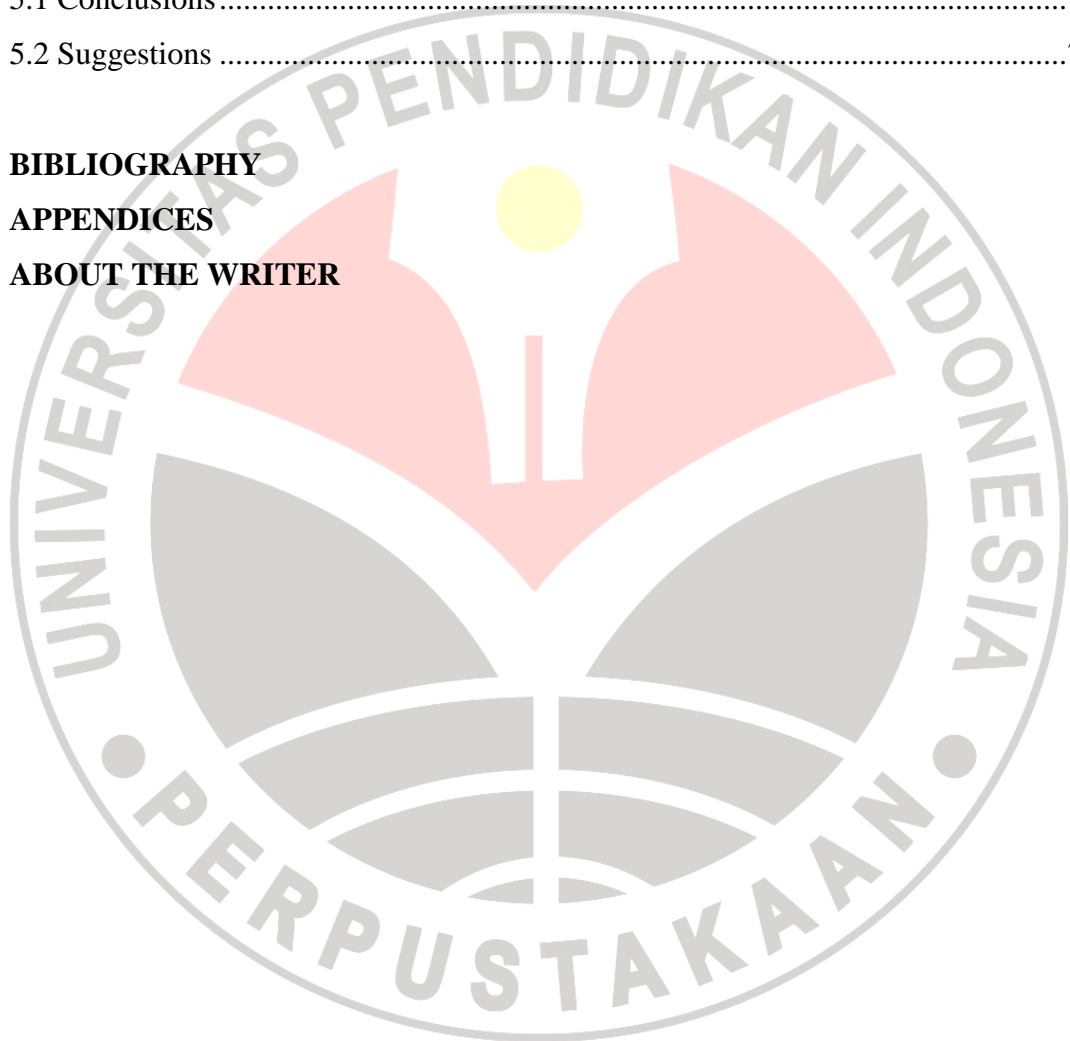 5.1 Conclusions............................................................................................................
5.2 Suggestions ..........................................................................................................
BIBLIOGRAPHY
APPENDICES
ABOUT THE WRITER
UNIVERSITAS PENDIDIKAN INDONESIA
PERPUSTAKAAN